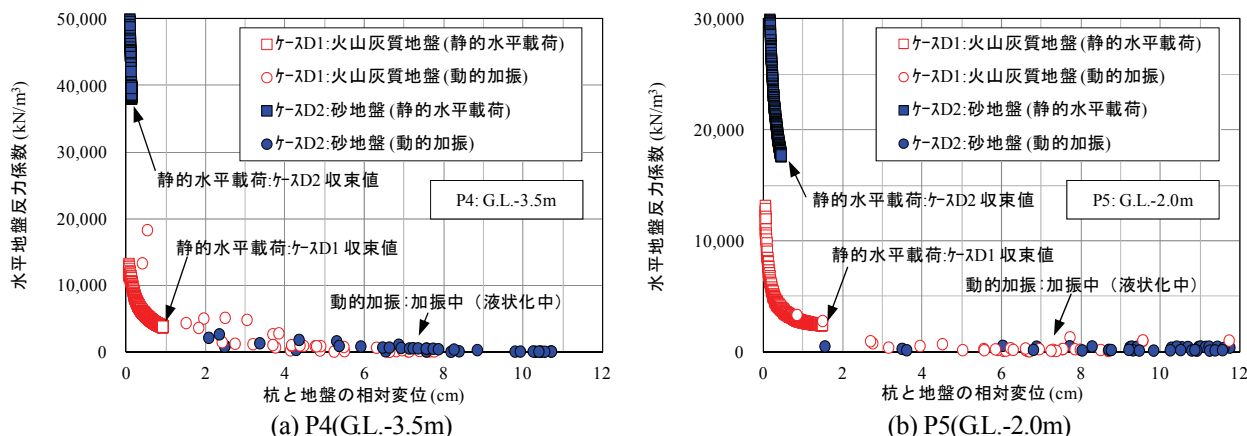 水平地盤反力係数 (kN/m³)
50,000
40,000
30,000
20,000
10,000
0
0
2
4
6
8
10
12
ｹｰｽD1:火山灰質地盤(静的水平載荷)
ｹｰｽD1:火山灰質地盤(動的加振)
ｹｰｽD2:砂地盤(静的水平載荷)
ｹｰｽD2:砂地盤(動的加振)
P4: G.L.-3.5m
静的水平載荷:ｹｰｽD2 収束値
静的水平載荷:ｹｰｽD1 収束値
動的加振:加振中（液状化中）
杭と地盤の相対変位(cm)
(a) P4(G.L.-3.5m)
水平地盤反力係数 (kN/m³)
30,000
20,000
10,000
0
0
2
4
6
8
10
12
ｹｰｽD1:火山灰質地盤(静的水平載荷)
ｹｰｽD1:火山灰質地盤(動的加振)
ｹｰｽD2:砂地盤(静的水平載荷)
ｹｰｽD2:砂地盤(動的加振)
静的水平載荷:ｹｰｽD2 収束値
P5: G.L.-2.0m
静的水平載荷:ｹｰｽD1 収束値
動的加振:加振中（液状化中）
杭と地盤の相対変位(cm)
(b) P5(G.L.-2.0m)